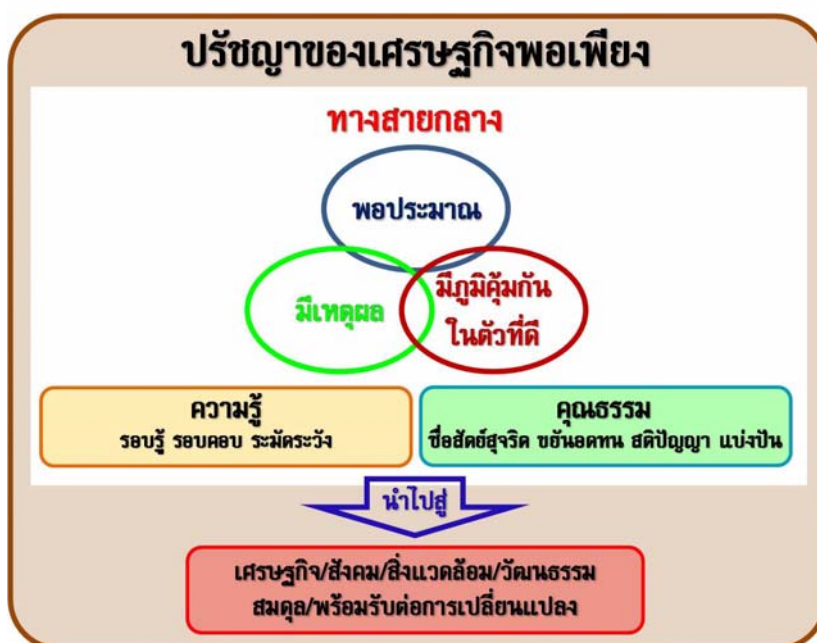 ปรัชญาของเศรษฐกิจพอเพียง
ทางสายกลาง
พอประมาณ
มีเหตุผล
มีภูมิคุ้มกัน
ในตัวที่ดี
ความรู้
รอบรู้ รอบคอบ ระมัดระวัง
คุณธรรม
ซื่อสัตย์สุจริต ขยันอดทน สติปัญญา แบ่งปัน
นำไปสู่
เศรษฐกิจ/สังคม/สิ่งแวดล้อม/วัฒนธรรม
สมดุล/พร้อมรับต่อการเปลี่ยนแปลง